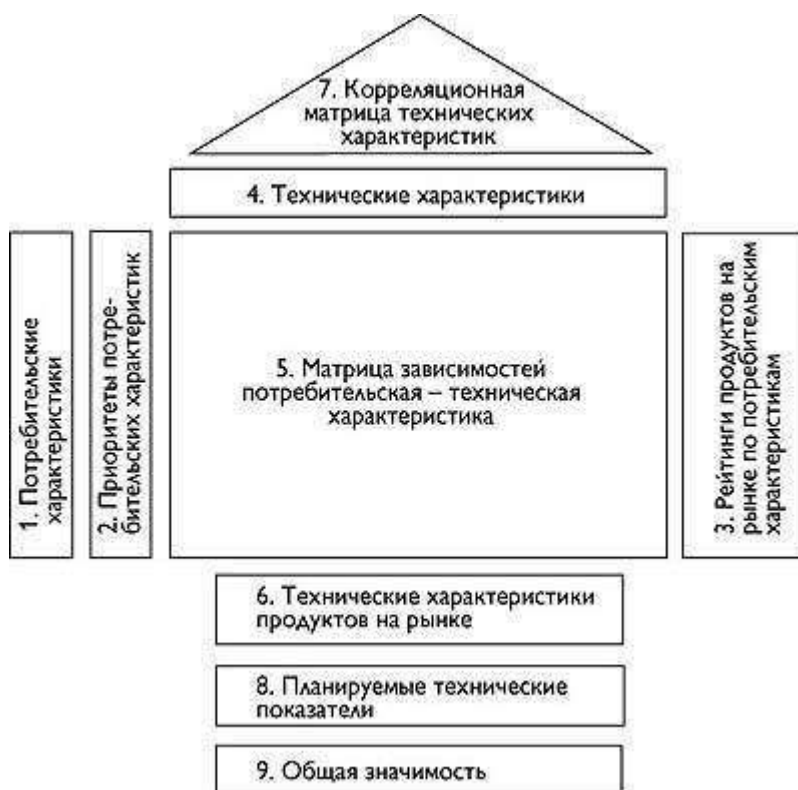 7. Корреляционная
матрица технических
характеристик
4. Технические характеристики
1. Потребительские
характеристики
2. Приоритеты потре-
бительских характеристик
5. Матрица зависимостей
потребительская – техническая
характеристика
3. Рейтинги продуктов на
рынке по потребительским
характеристикам
6. Технические характеристики
продуктов на рынке
8. Планируемые технические
показатели
9. Общая значимость